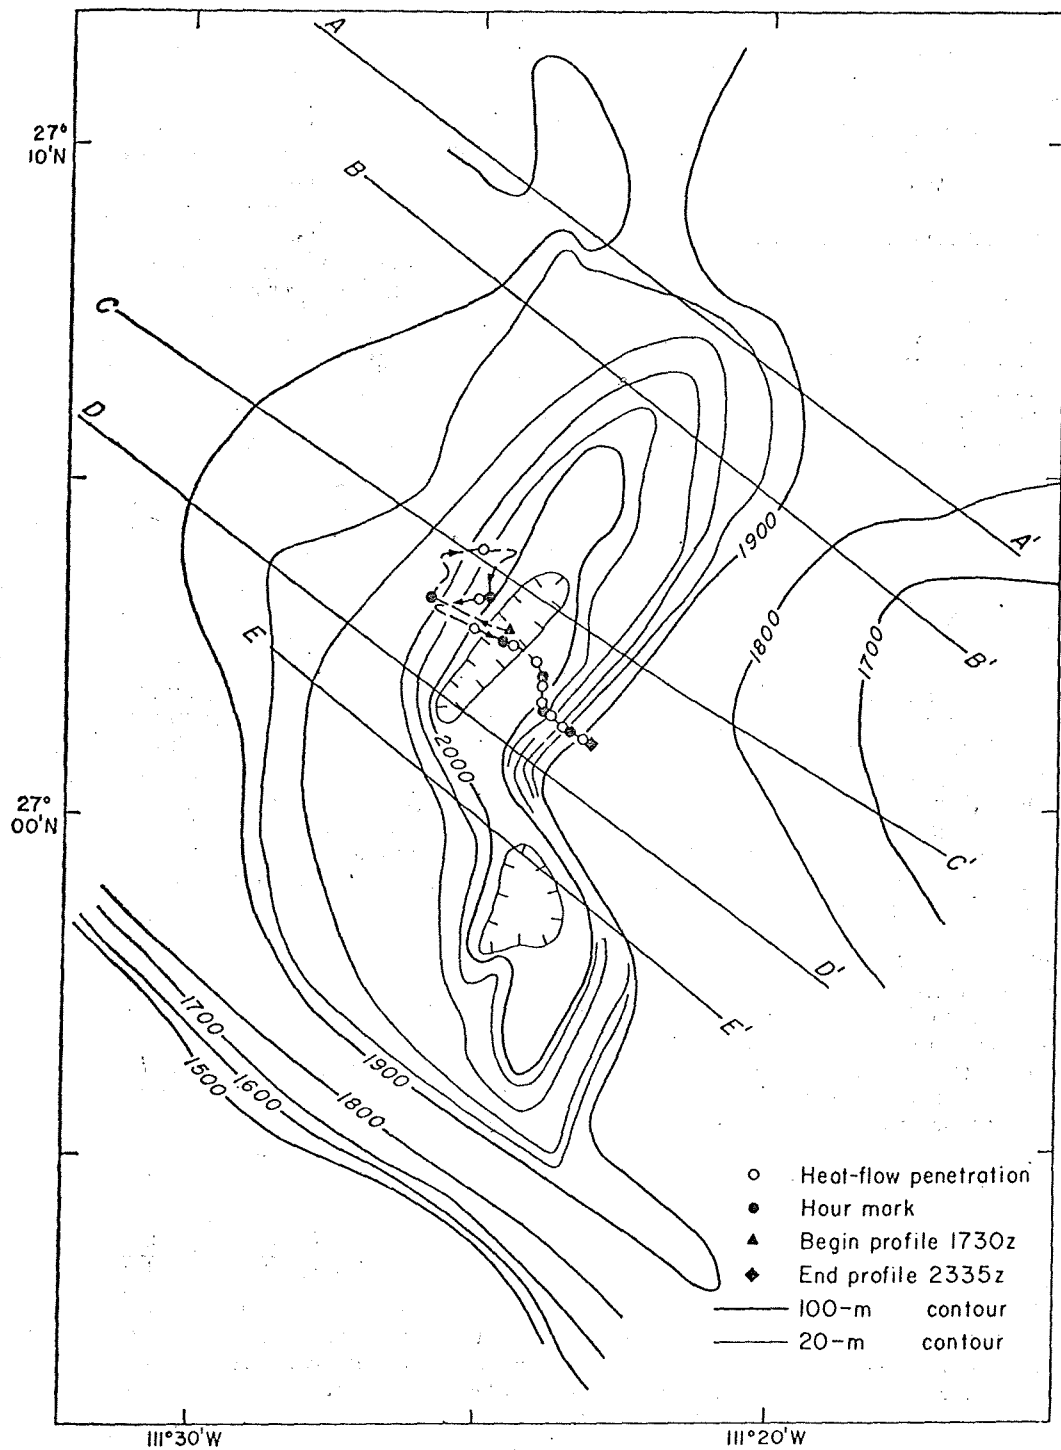 A
27°
10'N
B
C
D
E
1900
A'
1800
1700
B'
2000
27°
00'N
C'
D'
E'
1700
1600
1500
1900
1800
Heat-flow penetration
Hour mark
Begin profile 1730z
End profile 2335z
100-m contour
20-m contour
111°30'W
111°20'W